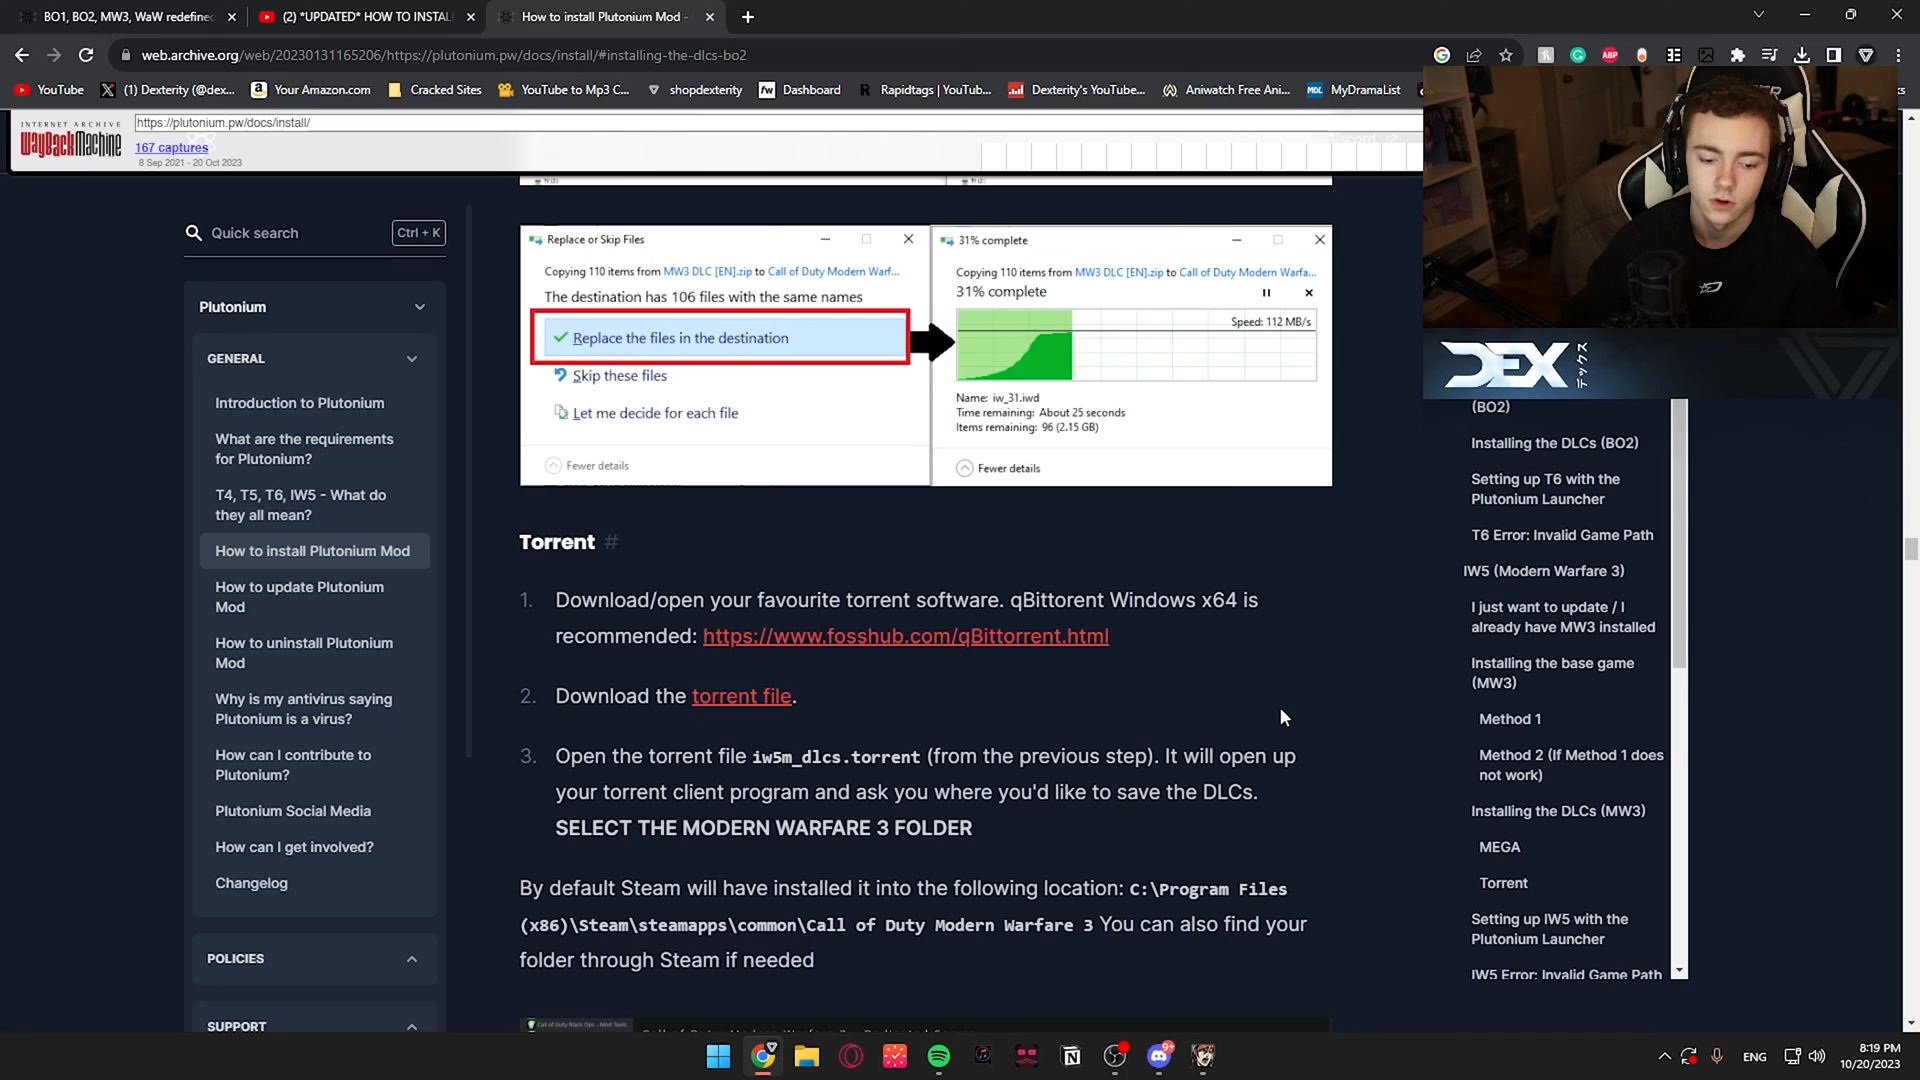 BO1, BO2, MW3, WaW redefine
(2) *UPDATED* HOW TO INSTAL
How to install Plutonium Mod -
web.archive.org/web/20230131165206/https://plutonium.pw/docs/install/#installing-the-dlcs-bo2
YouTube
(1) Dexterity (@dex...
Your Amazon.com
Cracked Sites
YouTube to Mp3 C...
shopdexterity
fw Dashboard
Rapidtags | YouTub...
Dexterity's YouTube...
Aniwatch Free Ani...
MDL MyDramaList
INTERNET ARCHIVE
WayBackMachine
https://plutonium.pw/docs/install/
167 captures
8 Sep 2021 - 20 Oct 2023
Quick search
Ctrl + K
Plutonium
GENERAL
Introduction to Plutonium
What are the requirements
for Plutonium?
T4, T5, T6, IW5 - What do
they all mean?
How to install Plutonium Mod
How to update Plutonium
Mod
How to uninstall Plutonium
Mod
Why is my antivirus saying
Plutonium is a virus?
How can I contribute to
Plutonium?
Plutonium Social Media
How can I get involved?
Changelog
POLICIES
SUPPORT
Replace or Skip Files
Copying 110 items from MW3 DLC [EN].zip to Call of Duty Modern Warf...
The destination has 106 files with the same names
Replace the files in the destination
Skip these files
Let me decide for each file
Fewer details
31% complete
Copying 110 items from MW3 DLC [EN].zip to Call of Duty Modern Warfa...
31% complete
Speed: 112 MB/s
Name: iw_31.iwd
Time remaining: About 25 seconds
Items remaining: 96 (2.15 GB)
Fewer details
Torrent #
1. Download/open your favourite torrent software. qBittorent Windows x64 is
recommended: https://www.fosshub.com/qBittorrent.html
2. Download the torrent file.
3. Open the torrent file iw5m_dlcs.torrent (from the previous step). It will open up
your torrent client program and ask you where you'd like to save the DLCs.
SELECT THE MODERN WARFARE 3 FOLDER
By default Steam will have installed it into the following location: C:\Program Files
(x86)\Steam\steamapps\common\Call of Duty Modern Warfare 3 You can also find your
folder through Steam if needed
Call of Duty Black Ops - Mod Tools
DEX
デックス
(BO2)
Installing the DLCs (BO2)
Setting up T6 with the
Plutonium Launcher
T6 Error: Invalid Game Path
IW5 (Modern Warfare 3)
I just want to update / I
already have MW3 installed
Installing the base game
(MW3)
Method 1
Method 2 (If Method 1 does
not work)
Installing the DLCs (MW3)
MEGA
Torrent
Setting up IW5 with the
Plutonium Launcher
IW5 Error: Invalid Game Path
ABP
9+
ENG
8:19 PM
10/20/2023